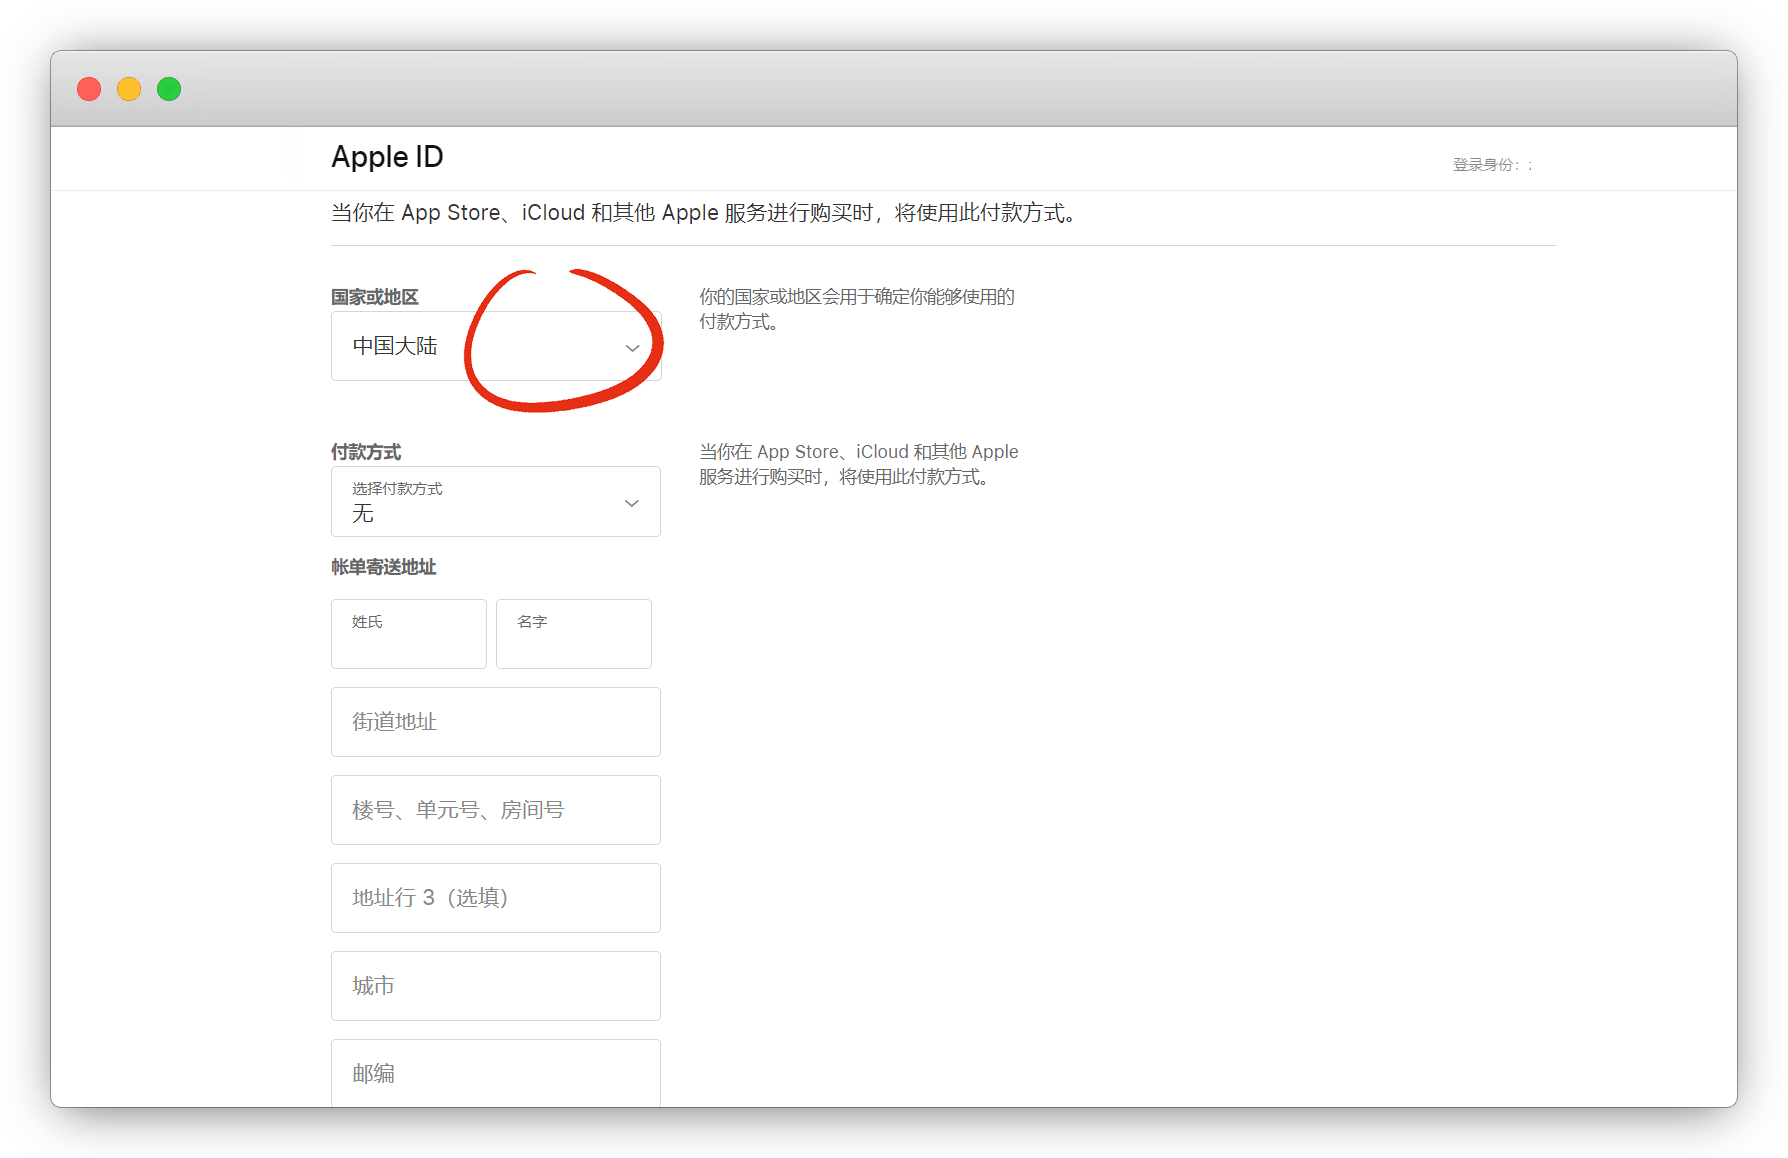 Apple ID
登录身份：
当你在 App Store、iCloud 和其他 Apple 服务进行购买时，将使用此付款方式。
国家或地区
中国大陆
你的国家或地区会用于确定你能够使用的
付款方式。
付款方式
选择付款方式
无
当你在 App Store、iCloud 和其他 Apple
服务进行购买时，将使用此付款方式。
帐单寄送地址
姓氏
名字
街道地址
楼号、单元号、房间号
地址行 3（选填）
城市
邮编